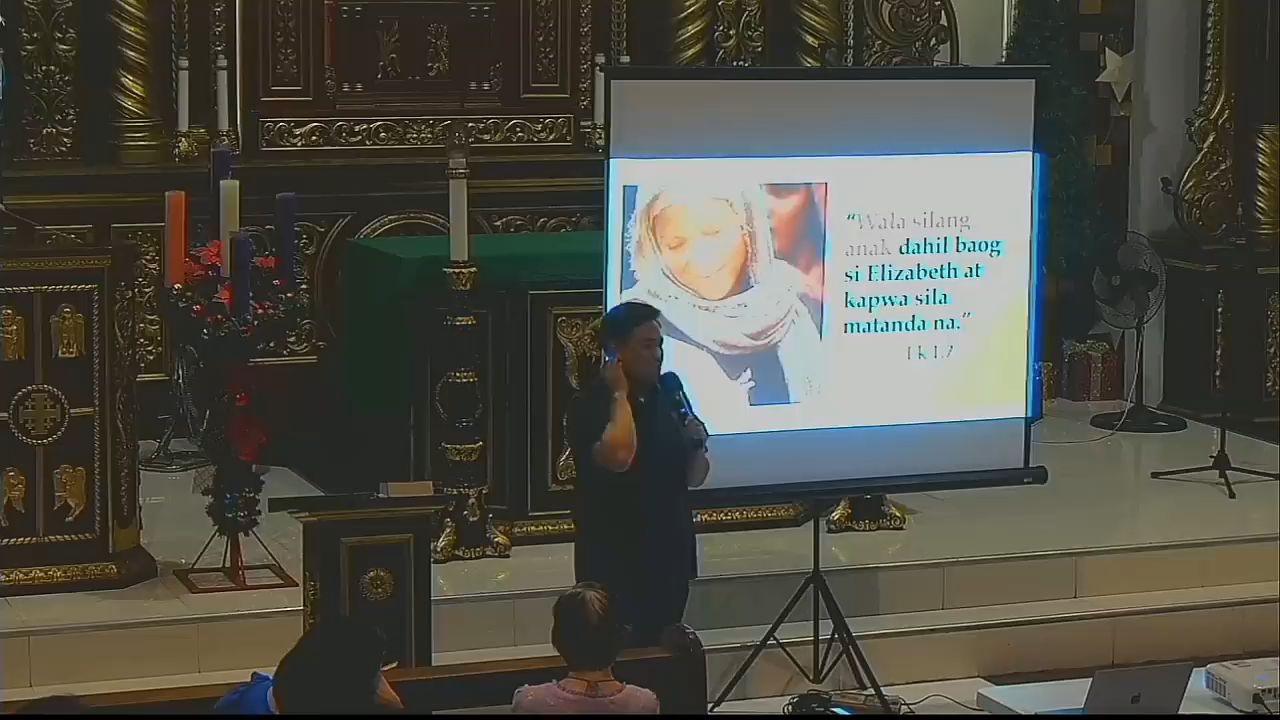 “Wala silang
anak dahil baog
si Elizabeth at
kapwa sila
matanda na.”
Lk 1:7